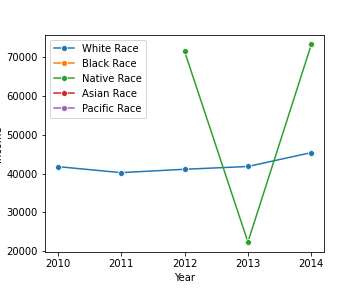 70000
60000
50000
40000
30000
20000
White Race
Black Race
Native Race
Asian Race
Pacific Race
2010 2011 2012 2013 2014
Year